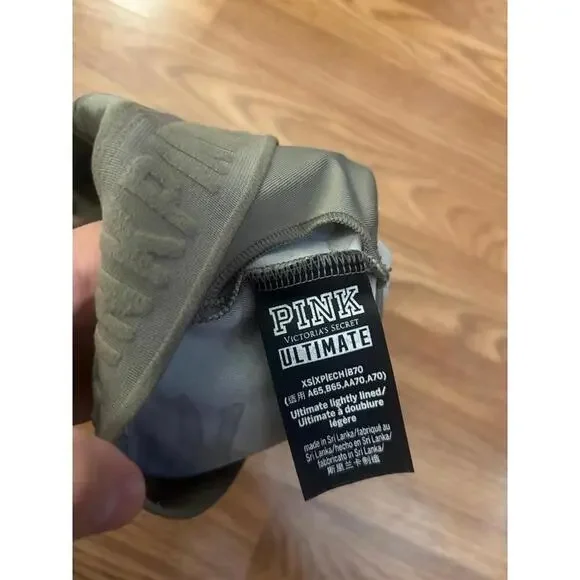 PINK
VICTORIA'S SECRET
ULTIMATE
XS|XP|ECH|B70
(适用 A65,B65,AA70,A70)
Ultimate lightly lined/
Ultimate à doublure
légère
made in Sri Lanka/fabriqué au
Sri Lanka/hecho en Sri Lanka/
fabbricato in Sri Lanka/
斯里兰卡制造